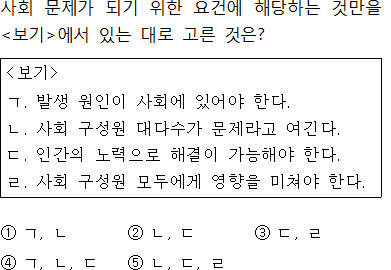 사회 문제가 되기 위한 요건에 해당하는 것만을
<보기>에서 있는 대로 고른 것은?
<보기>
ㄱ. 발생 원인이 사회에 있어야 한다.
ㄴ. 사회 구성원 대다수가 문제라고 여긴다.
ㄷ. 인간의 노력으로 해결이 가능해야 한다.
ㄹ. 사회 구성원 모두에게 영향을 미쳐야 한다.
① ㄱ, ㄴ ② ㄴ, ㄷ ③ ㄷ, ㄹ
④ ㄱ, ㄴ, ㄷ ⑤ ㄴ, ㄷ, ㄹ